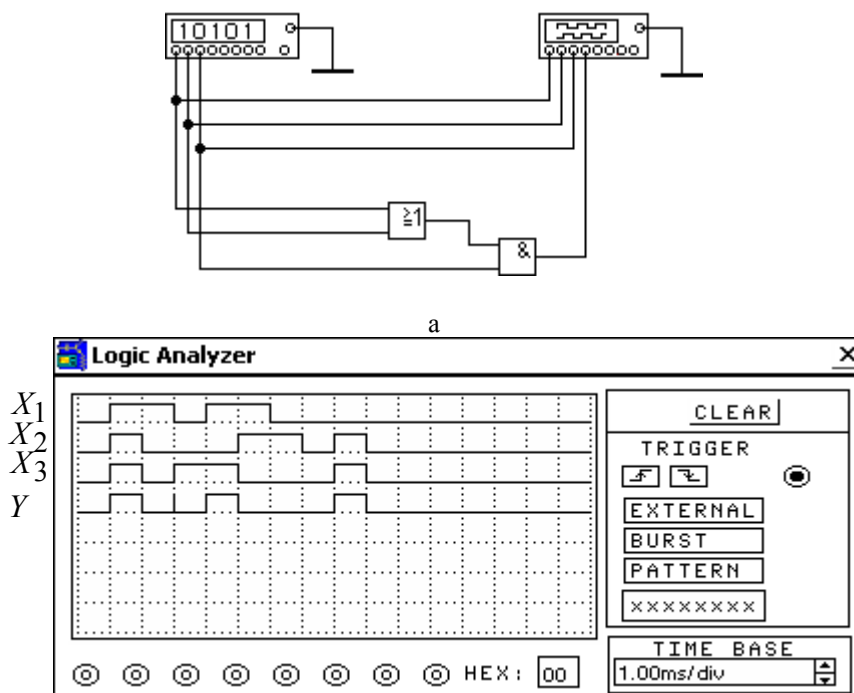 10101
≥1
&
a
Logic Analyzer
X1
X2
X3
Y
CLEAR
TRIGGER
EXTERNAL
BURST
PATTERN
xxxxxxxx
TIME BASE
1.00ms/div
HEX: 00